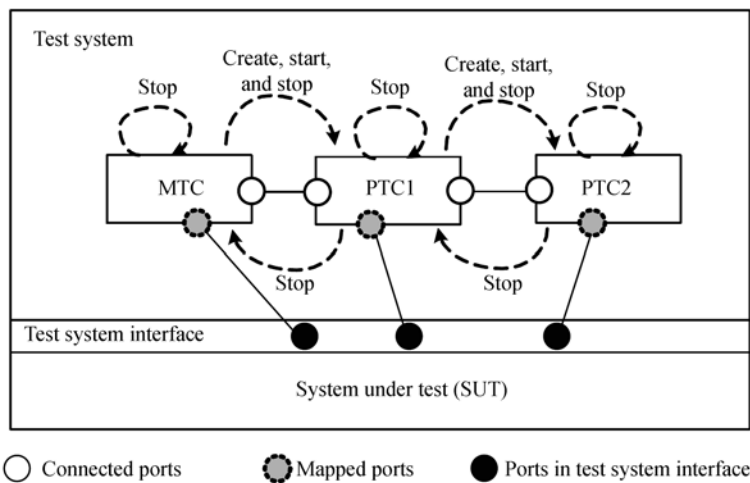 Test system
Create, start,
and stop
Create, start,
and stop
Stop
Stop
Stop
MTC
PTC1
PTC2
Stop
Stop
Test system interface
System under test (SUT)
Connected ports
Mapped ports
Ports in test system interface